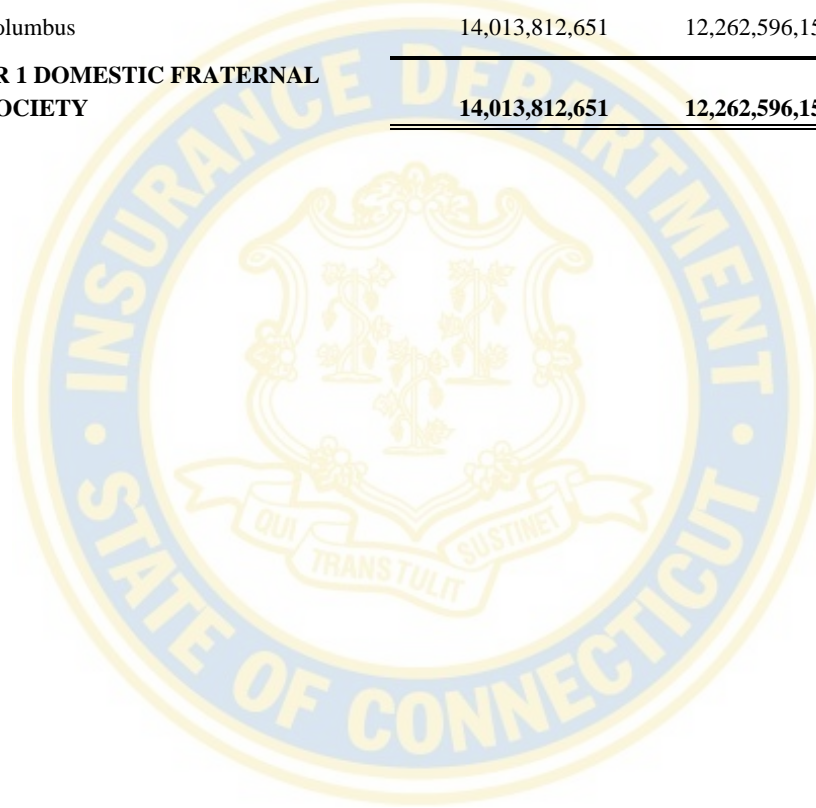 olumbus 14,013,812,651 12,262,596,15
R 1 DOMESTIC FRATERNAL
OCIETY 14,013,812,651 12,262,596,15
INSURANCE DEPARTMENT
QUI TRANSTULIT SUSTINET
• STATE OF CONNECTICUT •